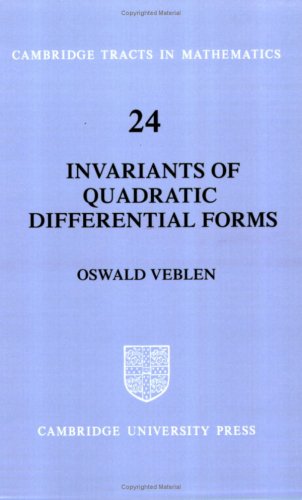 CAMBRIDGE TRACTS IN MATHEMATICS
24
INVARIANTS OF
QUADRATIC
DIFFERENTIAL FORMS
OSWALD VEBLEN
CAMBRIDGE UNIVERSITY PRESS